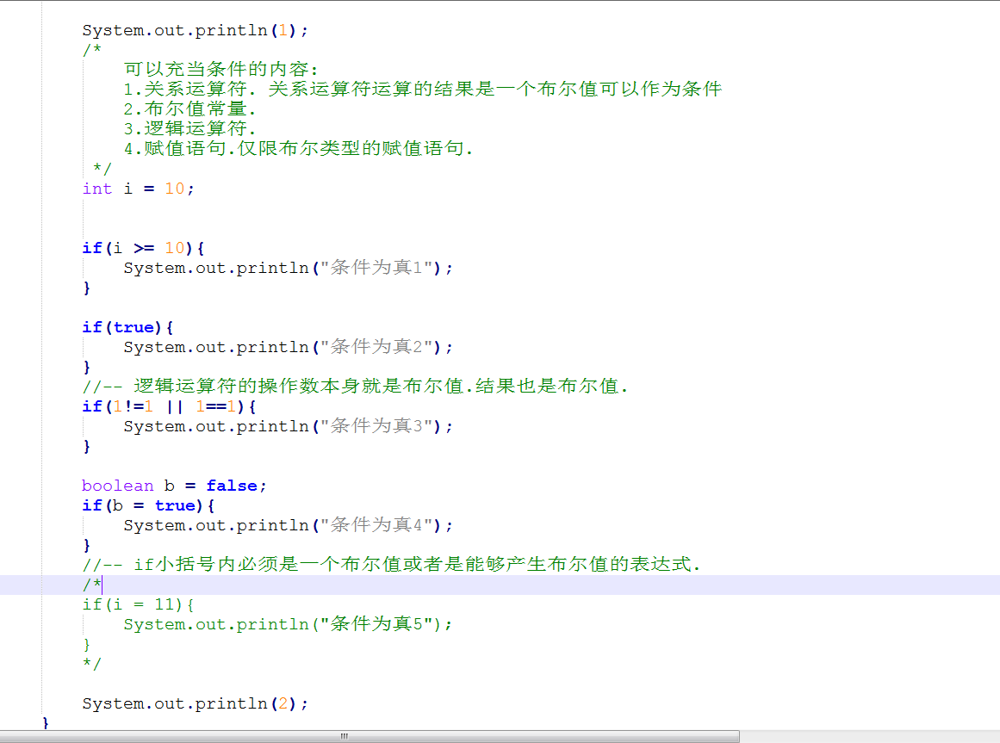 System.out.println(1);
/*
可以充当条件的内容:
1.关系运算符. 关系运算符运算的结果是一个布尔值可以作为条件
2.布尔值常量.
3.逻辑运算符.
4.赋值语句.仅限布尔类型的赋值语句.
*/
int i = 10;
if(i >= 10){
System.out.println("条件为真1");
}
if(true){
System.out.println("条件为真2");
}
//-- 逻辑运算符的操作数本身就是布尔值.结果也是布尔值.
if(1!=1 || 1==1){
System.out.println("条件为真3");
}
boolean b = false;
if(b = true){
System.out.println("条件为真4");
}
//-- if小括号内必须是一个布尔值或者是能够产生布尔值的表达式.
/*
if(i = 11){
System.out.println("条件为真5");
}
*/
System.out.println(2);
}